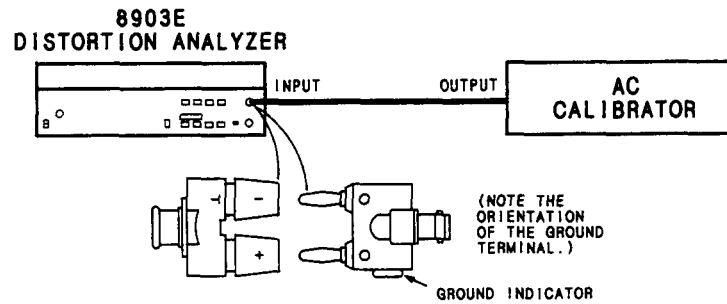 8903E
DISTORTION ANALYZER
INPUT
OUTPUT
AC
CALIBRATOR
−
+
(NOTE THE
ORIENTATION
OF THE GROUND
TERMINAL.)
GROUND INDICATOR